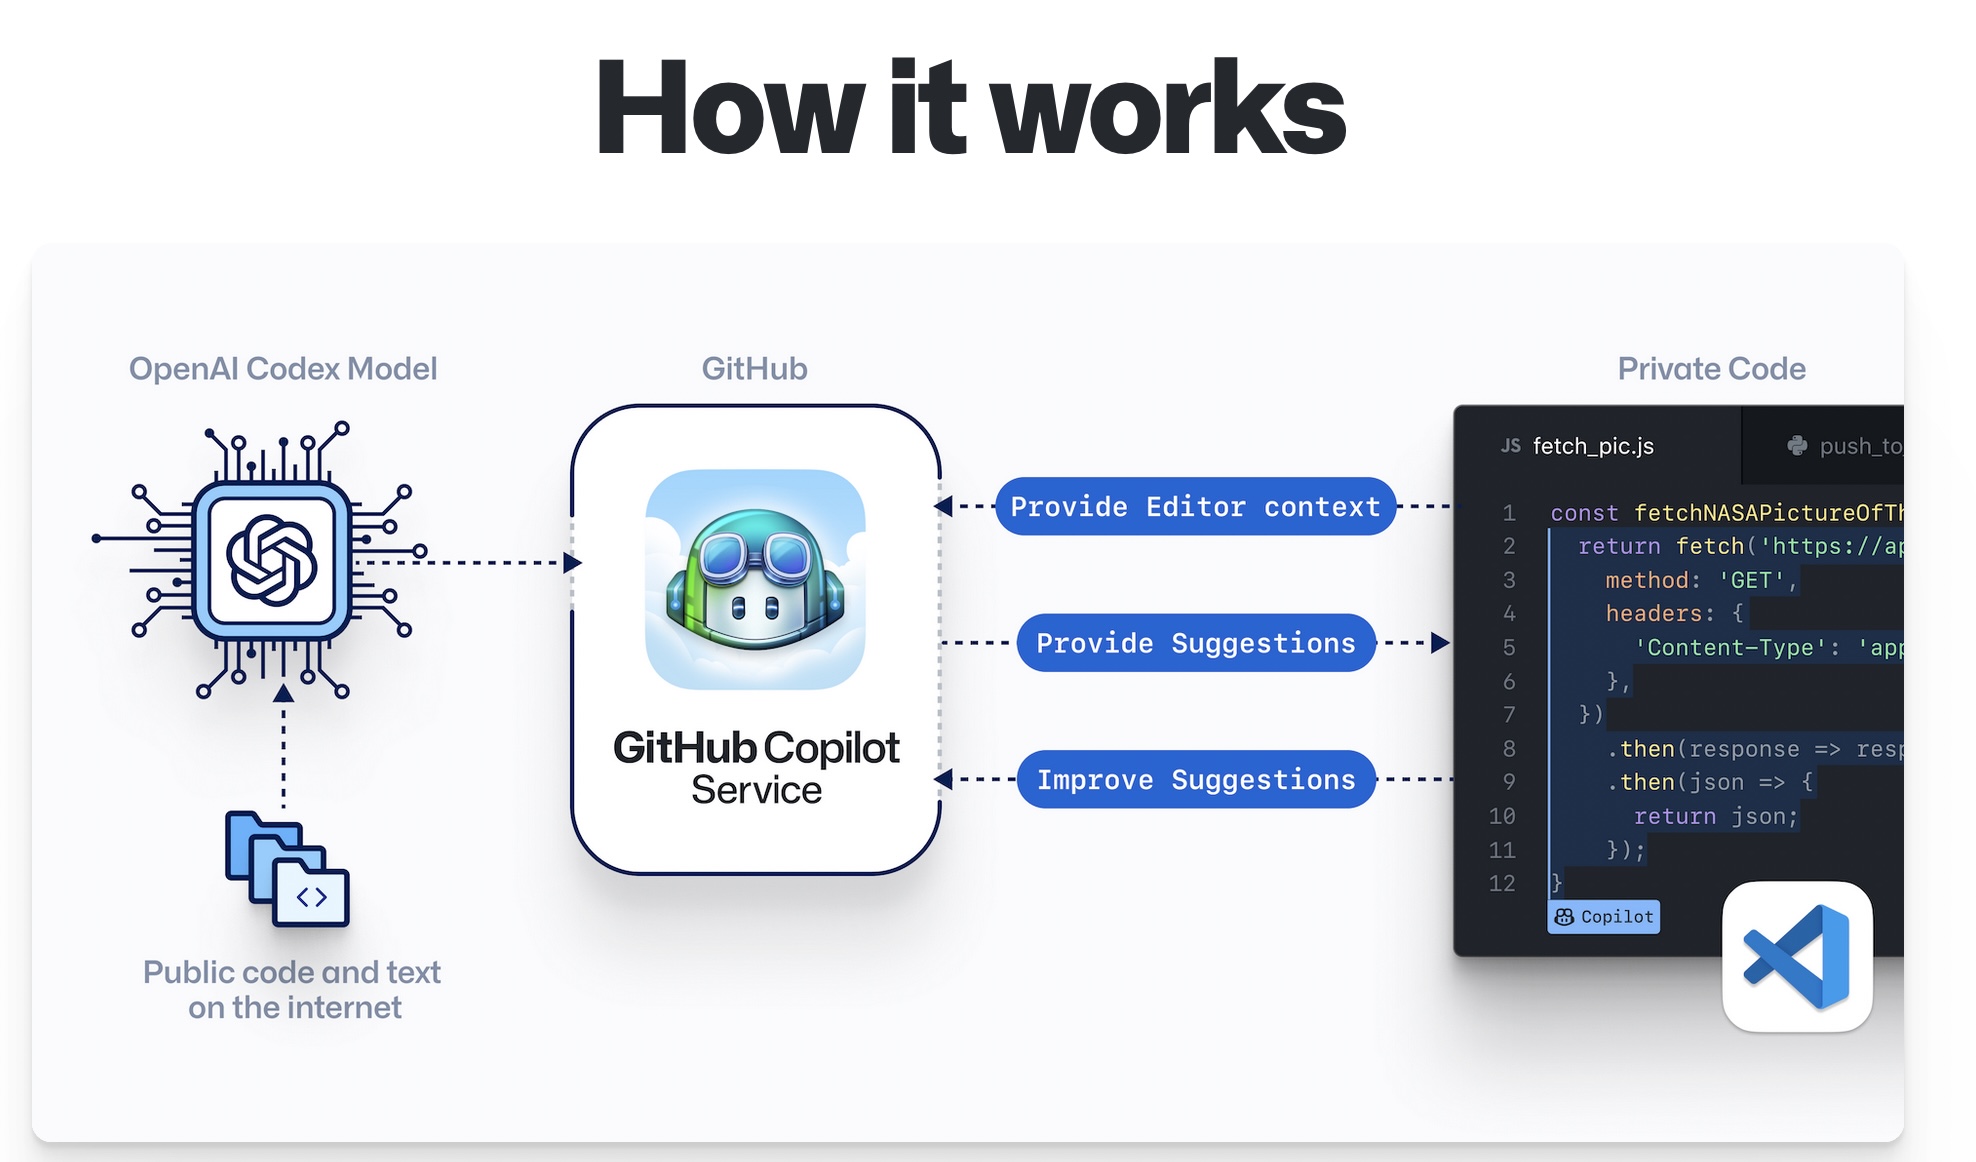 How it works
OpenAI Codex Model
GitHub
Private Code
Public code and text
on the internet
GitHub Copilot
Service
Provide Editor context
Provide Suggestions
Improve Suggestions
JS fetch_pic.js
push_to
1 const fetchNASAPictureOfTh
2 return fetch('https://ap
3 method: 'GET',
4 headers: {
5 'Content-Type': 'app
6 },
7 })
8 .then(response => resp
9 .then(json => {
10 return json;
11 });
12 }
Copilot